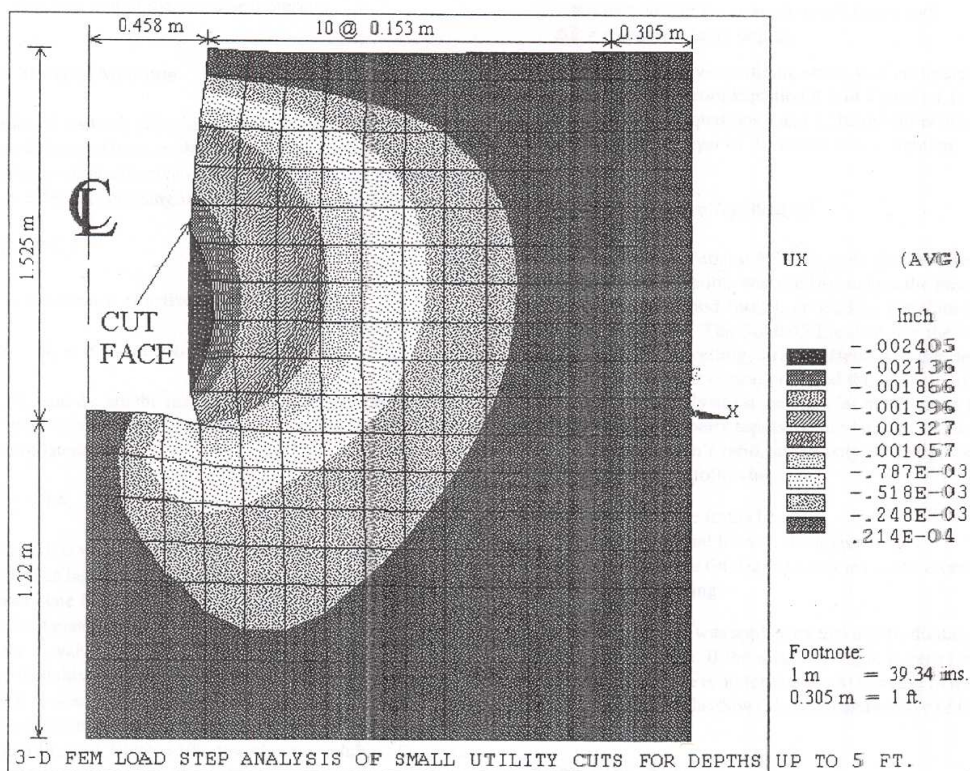 0.458 m
10 @ 0.153 m
0.305 m
1.525 m
1.22 m
CL
CUT
FACE
Z
X
UX (AVG)
Inch
-.002405
-.002136
-.001866
-.001596
-.001327
-.001057
-.787E-03
-.518E-03
-.248E-03
.214E-04
Footnote:
1 m = 39.34 ins.
0.305 m = 1 ft.
3-D FEM LOAD STEP ANALYSIS OF SMALL UTILITY CUTS FOR DEPTHS UP TO 5 FT.